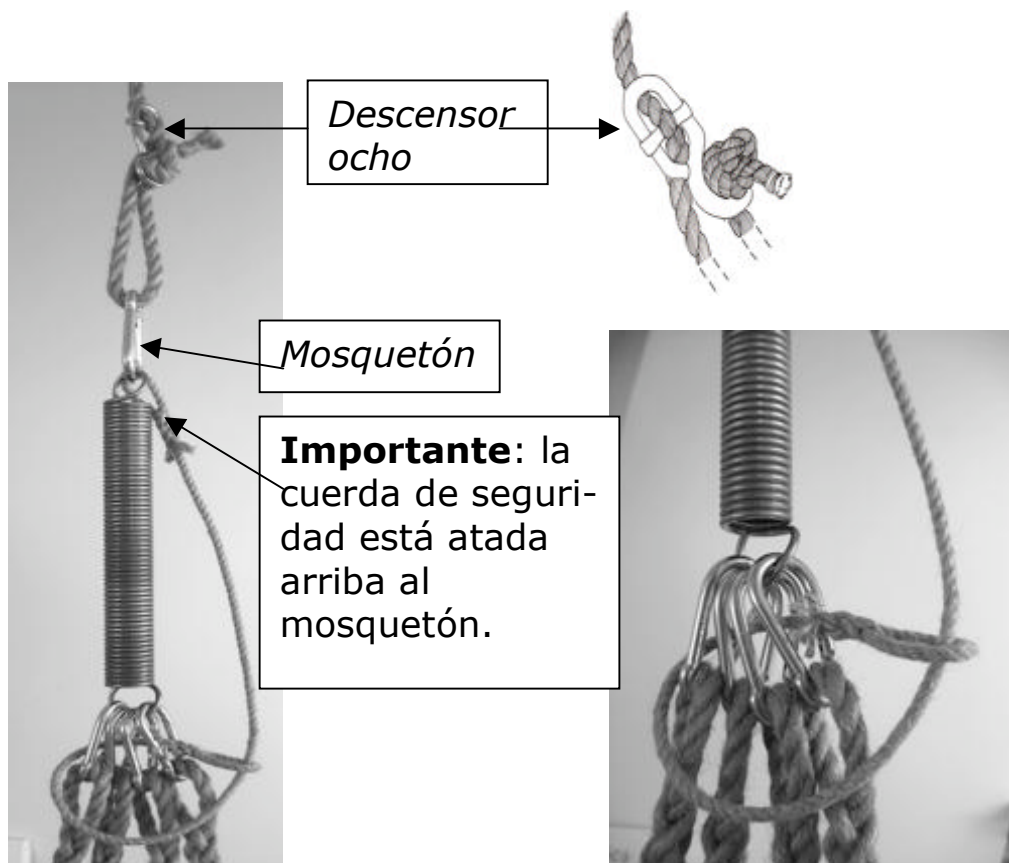 Descensor
ocho
Mosquetón
Importante: la
cuerda de seguri-
dad está atada
arriba al
mosquetón.